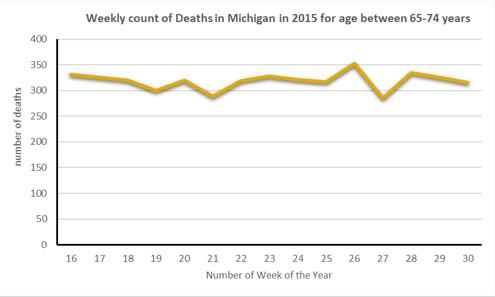 Weekly count of Deaths in Michigan in 2015 for age between 65-74 years
number of deaths
400
350
300
250
200
150
100
50
0
16 17 18 19 20 21 22 23 24 25 26 27 28 29 30
Number of Week of the Year